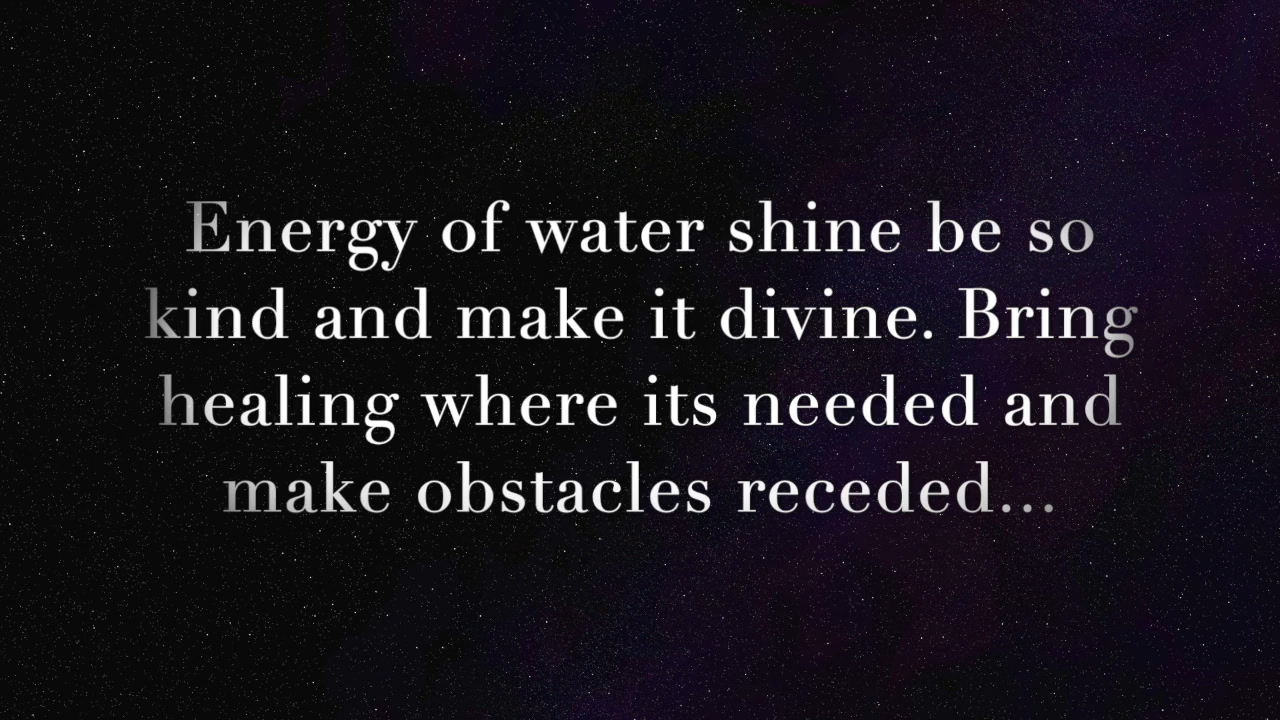 Energy of water shine be so
kind and make it divine. Bring
healing where its needed and
make obstacles receded...